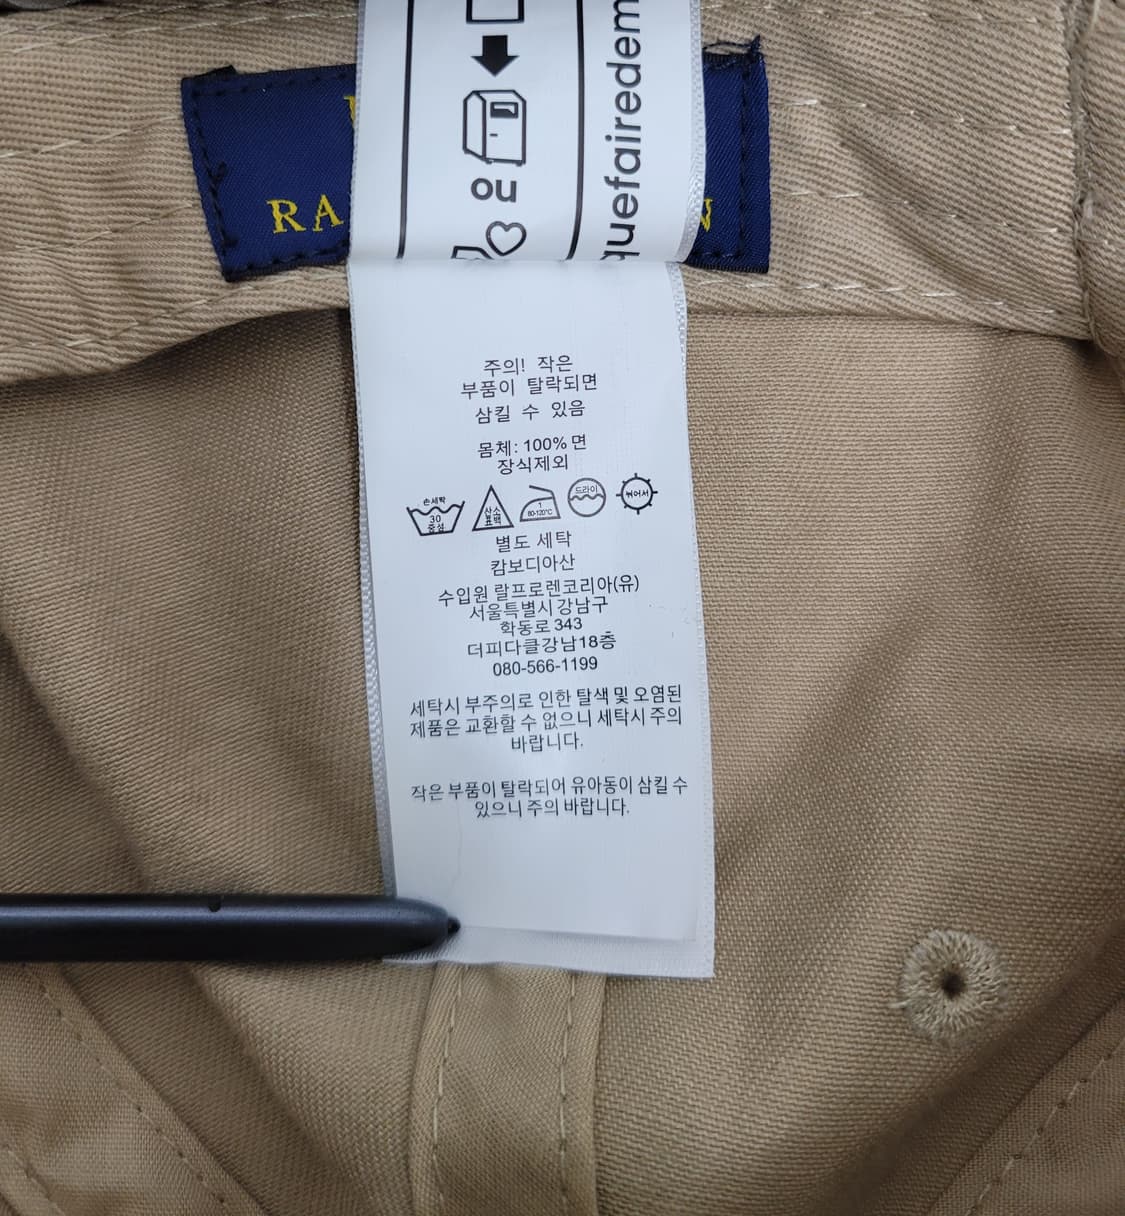 RA
N
ou
quefairedem
주의! 작은
부품이 탈락되면
삼킬 수 있음
몸체: 100% 면
장식제외
손세탁
30
중성
산소
표백
1
80-120°C
드라이
뉘어서
별도 세탁
캄보디아산
수입원 랄프로렌코리아(유)
서울특별시 강남구
학동로 343
더피다클강남18층
080-566-1199
세탁시 부주의로 인한 탈색 및 오염된
제품은 교환할 수 없으니 세탁시 주의
바랍니다.
작은 부품이 탈락되어 유아동이 삼킬 수
있으니 주의 바랍니다.